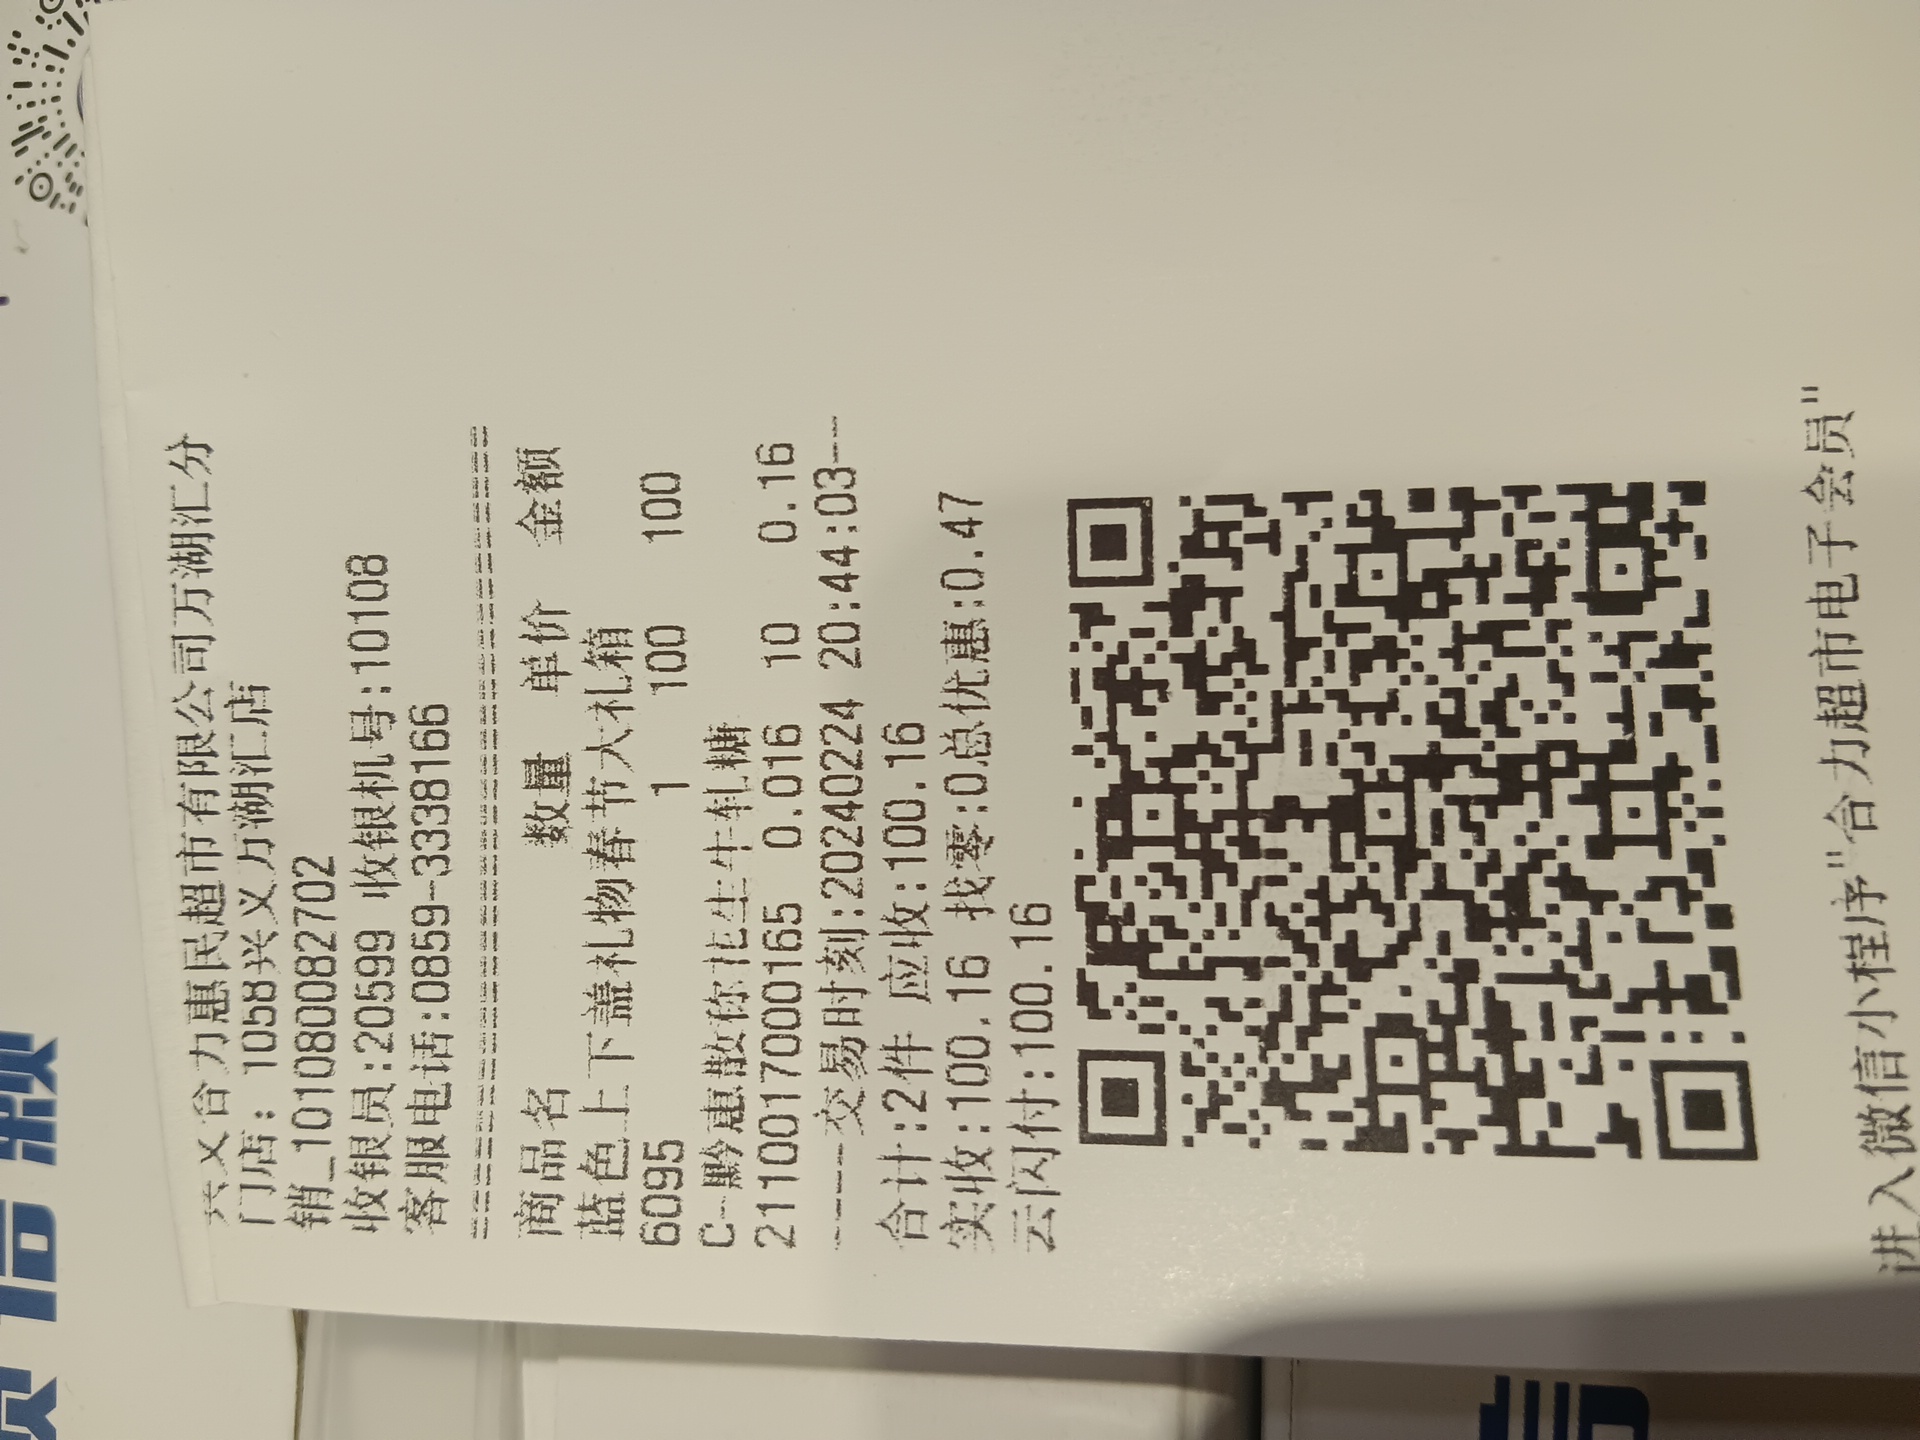 兴义合力惠民超市有限公司万湖汇分
门店: 1058兴义万湖汇店
销_1010800082702
收银员:20599 收银机号:10108
客服电话:0859-3338166
商品名 数量 单价 金额
蓝色上下盖礼物春节大礼箱
6095 1 100 100
C--黔惠散称花生牛轧糖
2110017000165 0.016 10 0.16
-----交易时刻:20240224 20:44:03---
合计:2件 应收:100.16
实收:100.16 找零:0总优惠:0.47
云闪付:100.16
进入微信小程序"合力超市电子会员"